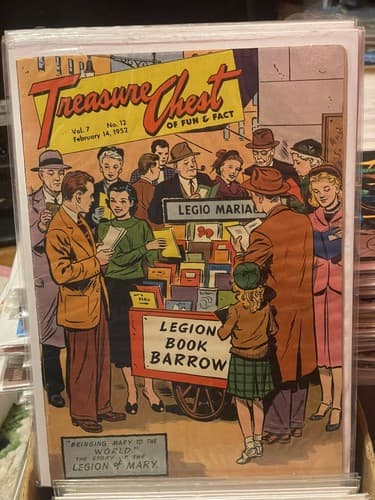 Treasure Chest
OF FUN & FACT
Vol. 7 No. 12
February 14, 1952
LEGIO MARIAE
LEGION
BOOK
BARROW
"BRINGING MARY TO THE
WORLD"
THE STORY OF THE
LEGION of MARY.